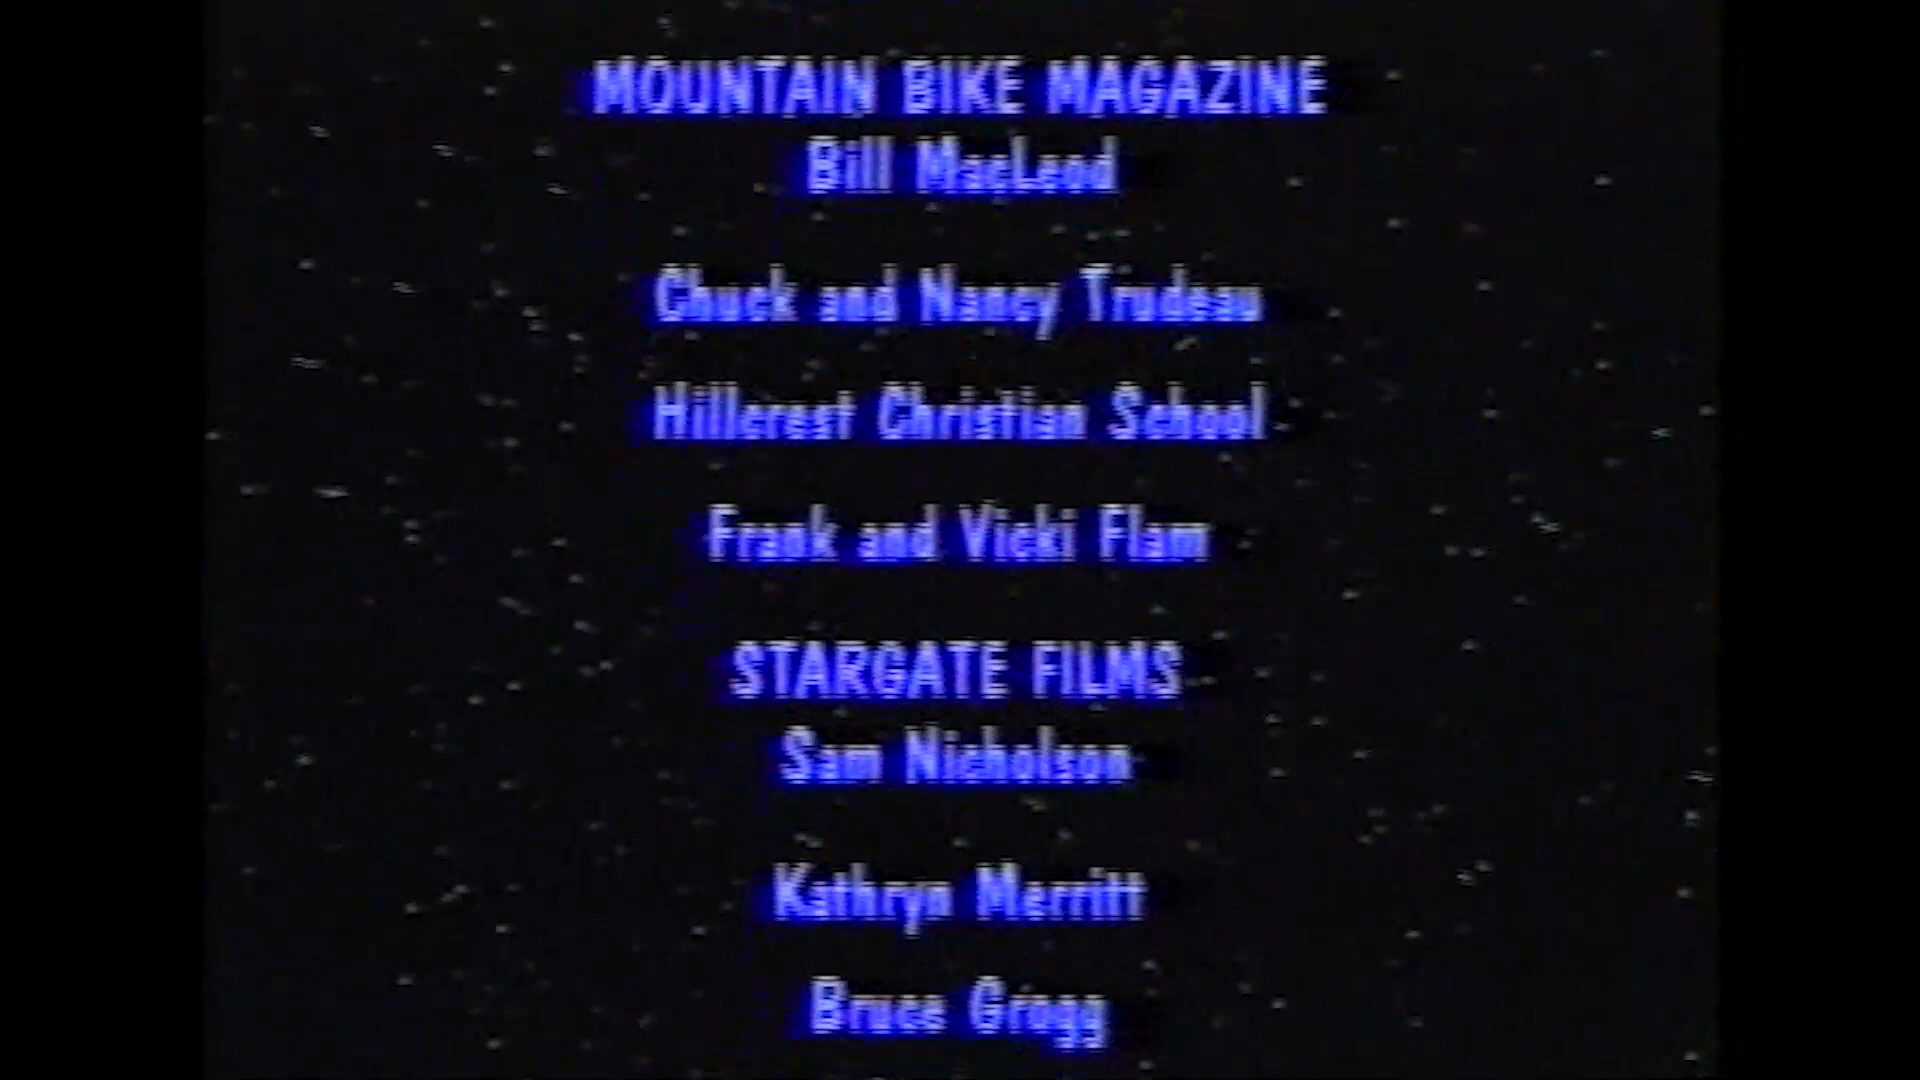 MOUNTAIN BIKE MAGAZINE
Bill MacLeod
Chuck and Nancy Trudeau
Hillcrest Christian School
Frank and Vicki Flam
STARGATE FILMS
Sam Nicholson
Kathryn Merritt
Bruce Grogg